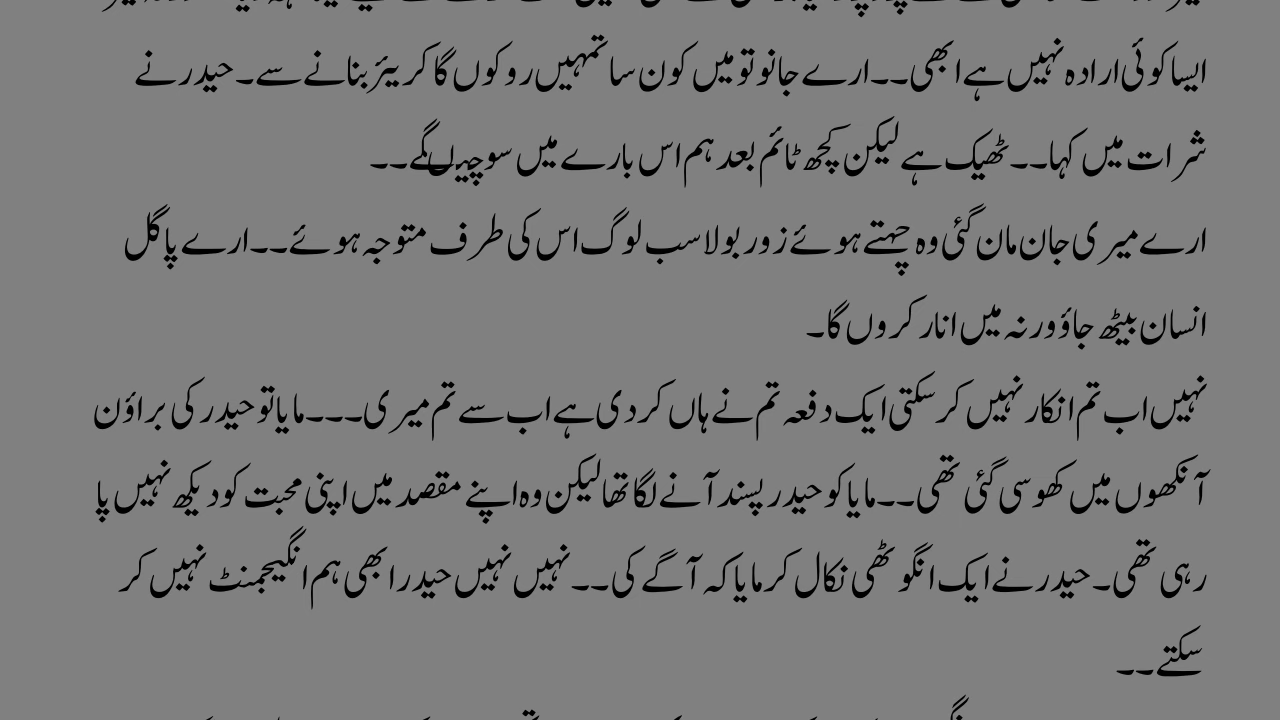 ایسا کوئی ارادہ نہیں ہے ابھی۔۔ارے جانو تو میں کون سا تمہیں روکوں گا کریئر بنانے سے۔حیدر نے
شرات میں کہا۔۔ٹھیک ہے لیکن کچھ ٹائم بعد ہم اس بارے میں سوچیں گے۔۔
ارے میری جان مان گئی وہ چہتے ہوئے زور بولا سب لوگ اس کی طرف متوجہ ہوئے۔۔ارے پاگل
انسان بیٹھ جاؤ ورنہ میں انار کروں گا۔
نہیں اب تم انکار نہیں کر سکتی ایک دفعہ تم نے ہاں کر دی ہے اب سے تم میری۔۔۔مایا تو حیدر کی براؤن
آنکھوں میں کھو سی گئی تھی۔۔مایا کو حیدر پسند آنے لگا تھا لیکن وہ اپنے مقصد میں اپنی محبت کو دیکھ نہیں پا
رہی تھی۔حیدر نے ایک انگوٹھی نکال کر مایا کہ آگے کی۔۔نہیں نہیں حیدر ابھی ہم انگیجمنٹ نہیں کر
سکتے۔۔